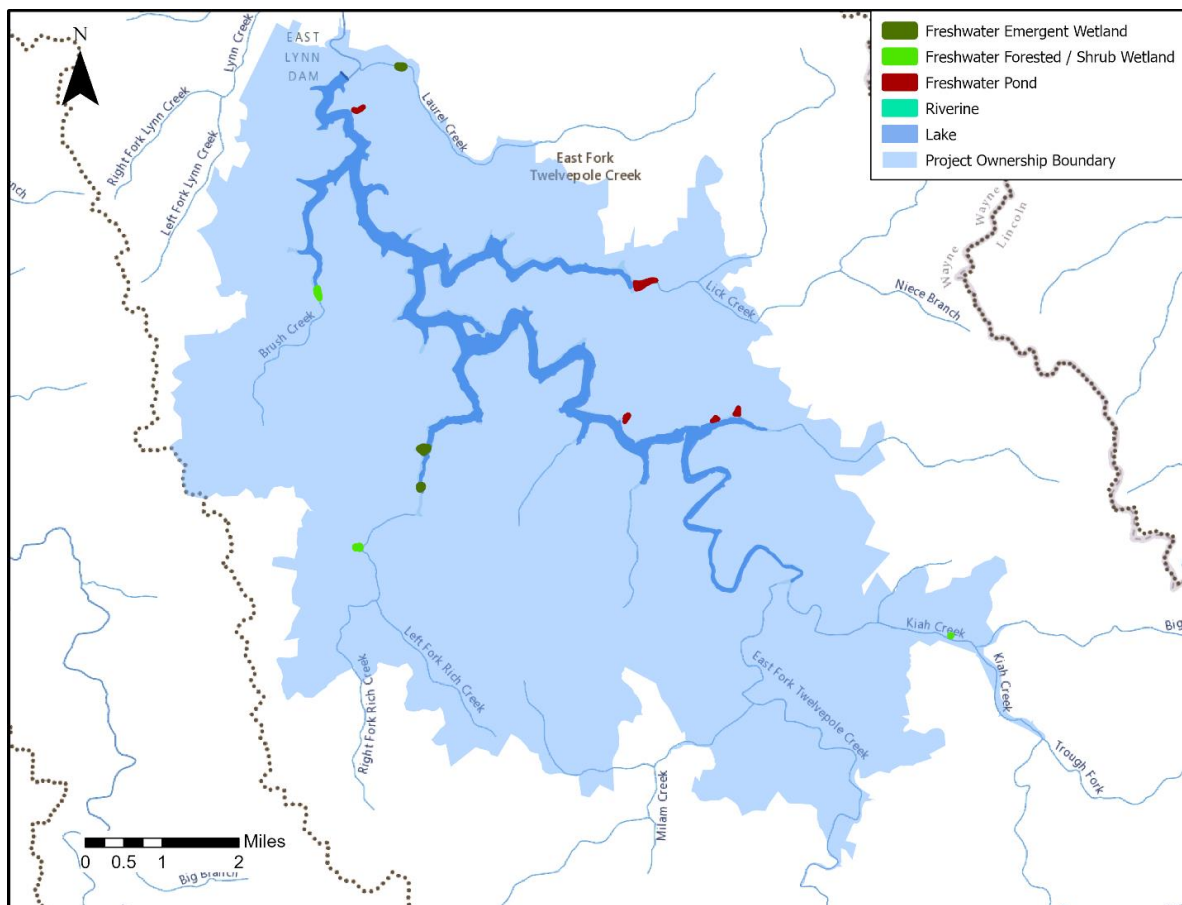 N
EAST
LYNN
DAM
Lynn Creek
Right Fork Lynn Creek
Left Fork Lynn Creek
Laurel Creek
East Fork
Twelvepole Creek
Freshwater Emergent Wetland
Freshwater Forested / Shrub Wetland
Freshwater Pond
Riverine
Lake
Project Ownership Boundary
nch
Wayne
Lincoln
Wayne
Lick Creek
Niece Branch
Brush Creek
Kiah Creek
Big
Kiah Creek
Left Fork Rich Creek
Right Fork Rich Creek
East Fork Twelvepole Creek
Trough Fork
Milam Creek
Miles
0 0.5 1 2
Big Branch